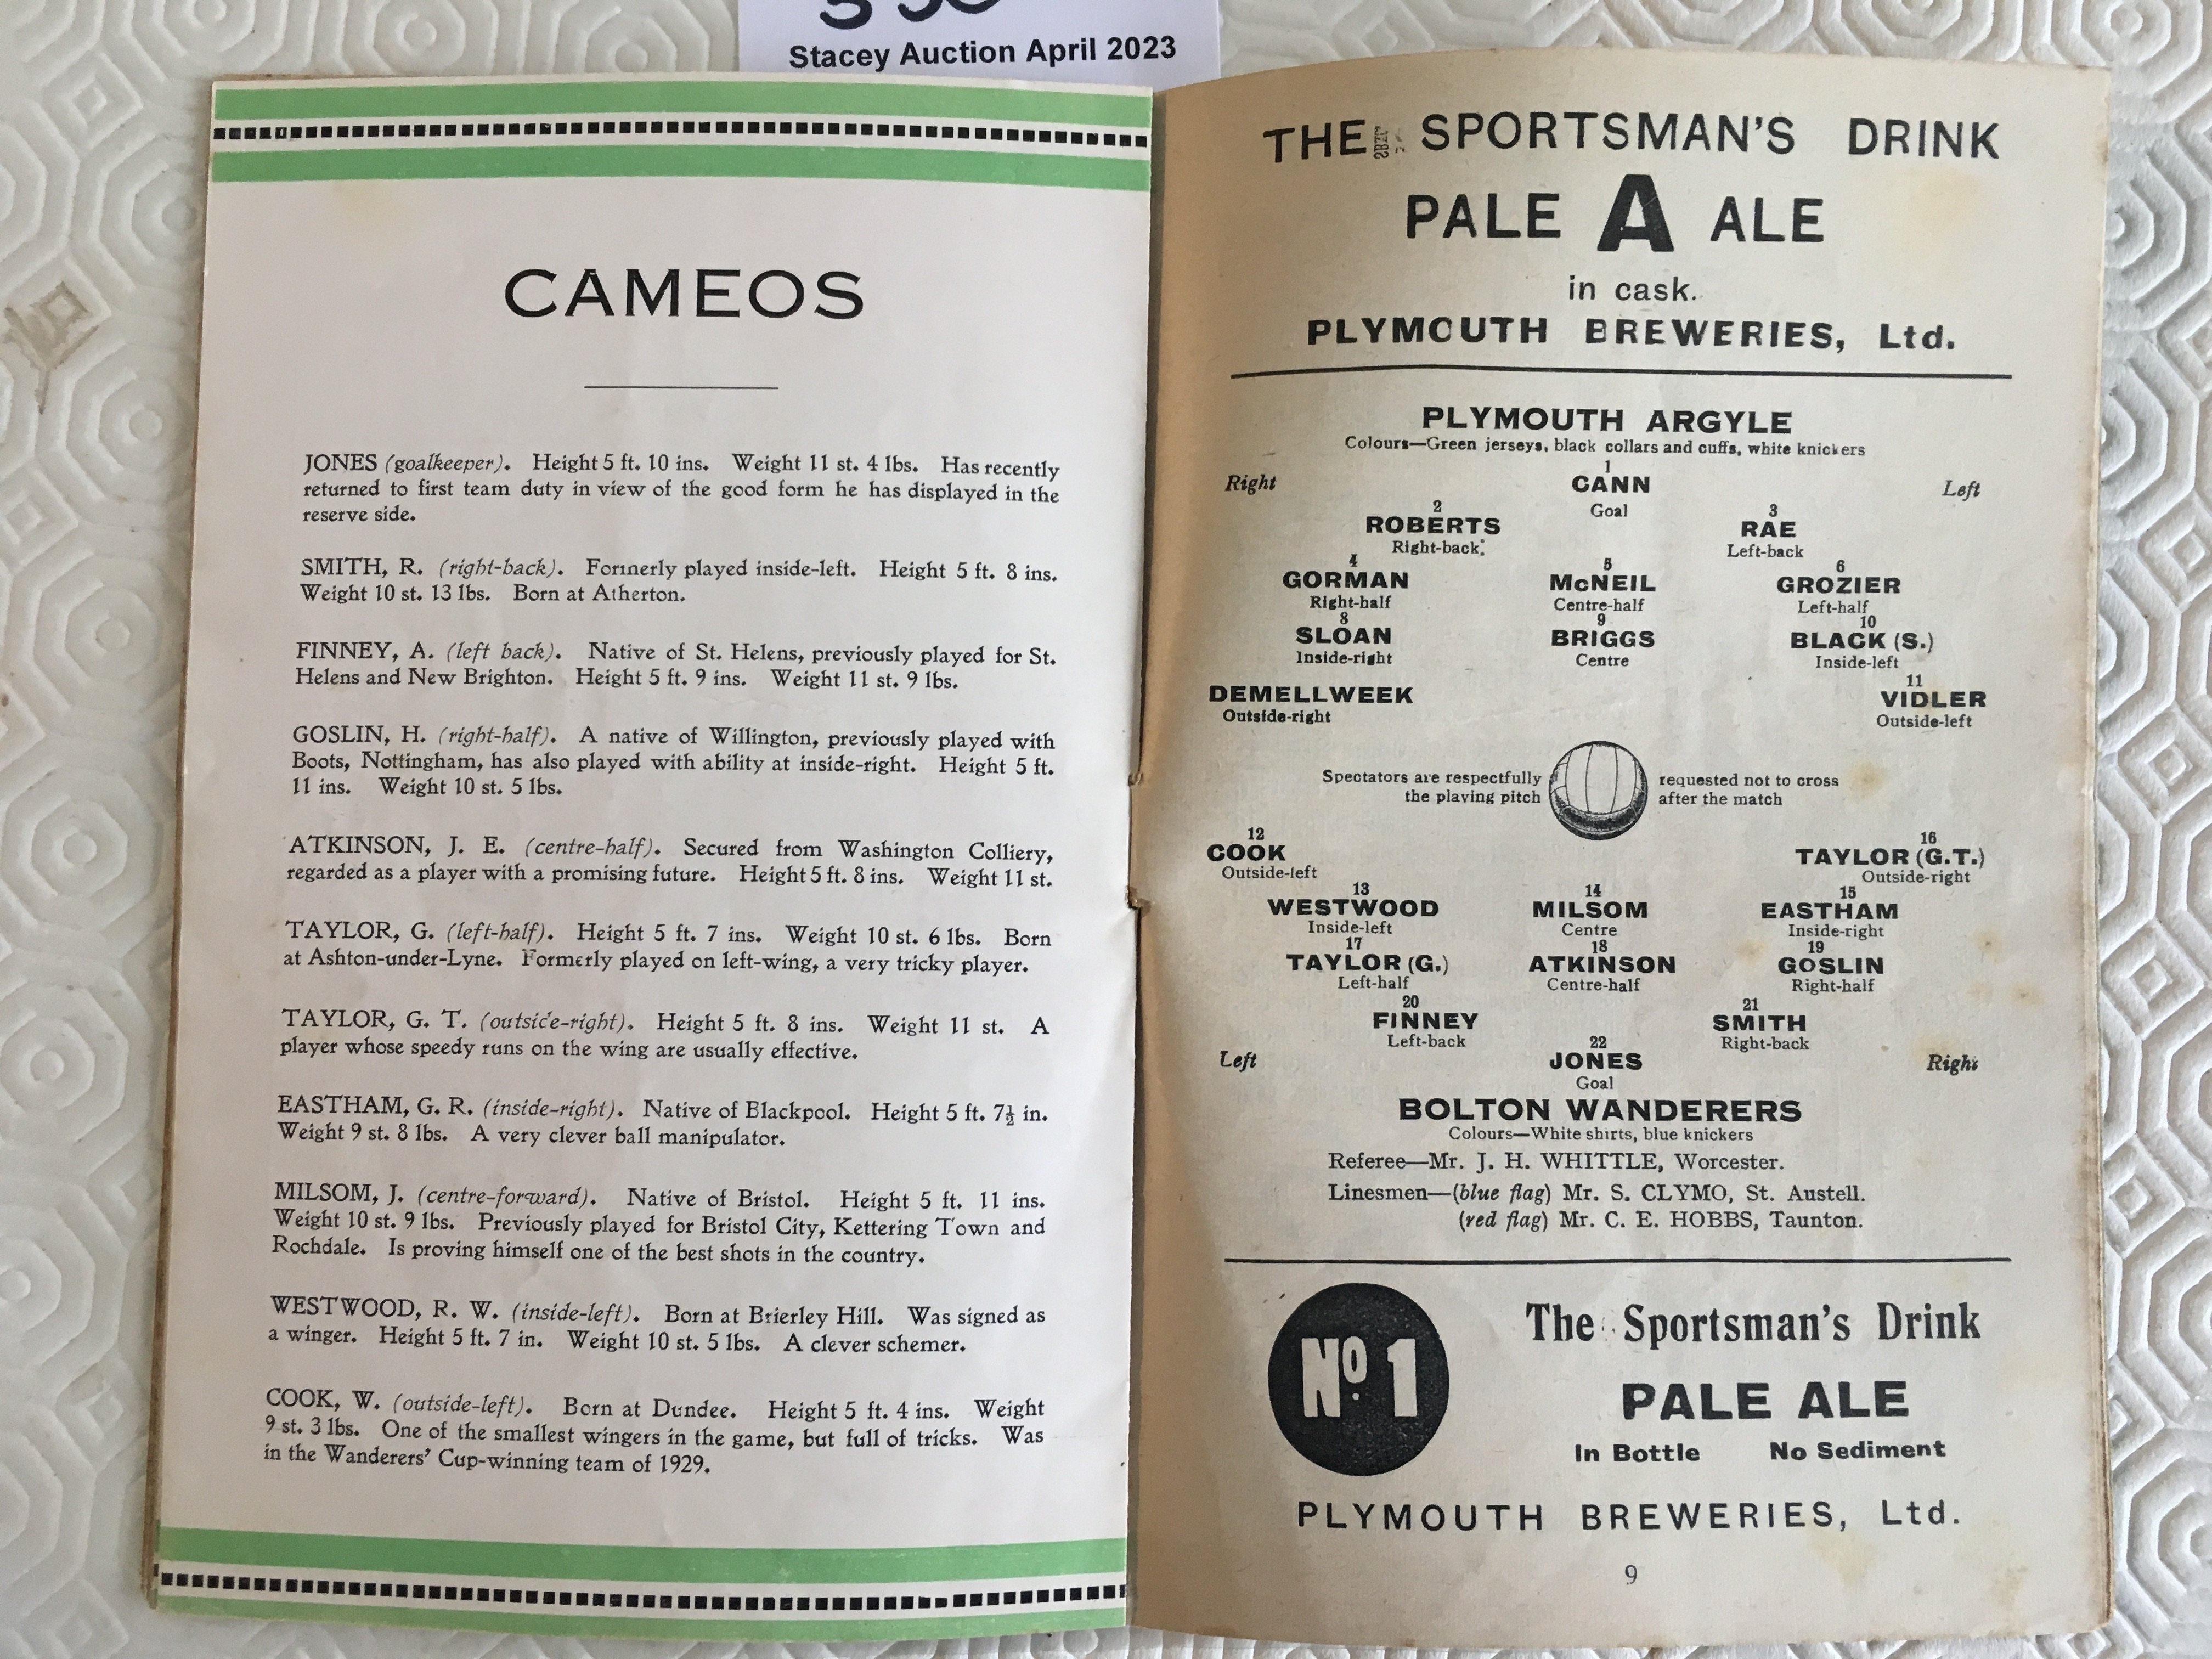 Stacey Auction April 2023
CAMEOS
JONES (goalkeeper). Height 5 ft. 10 ins. Weight 11 st. 4 lbs. Has recently
returned to first team duty in view of the good form he has displayed in the
reserve side.
SMITH, R. (right-back). Formerly played inside-left. Height 5 ft. 8 ins.
Weight 10 st. 13 lbs. Born at Atherton.
FINNEY, A. (left back). Native of St. Helens, previously played for St.
Helens and New Brighton. Height 5 ft. 9 ins. Weight 11 st. 9 lbs.
GOSLIN, H. (right-half). A native of Willington, previously played with
Boots, Nottingham, has also played with ability at inside-right. Height 5 ft.
11 ins. Weight 10 st. 5 lbs.
ATKINSON, J. E. (centre-half). Secured from Washington Colliery,
regarded as a player with a promising future. Height 5 ft. 8 ins. Weight 11 st.
TAYLOR, G. (left-half). Height 5 ft. 7 ins. Weight 10 st. 6 lbs. Born
at Ashton-under-Lyne. Formerly played on left-wing, a very tricky player.
TAYLOR, G. T. (outside-right). Height 5 ft. 8 ins. Weight 11 st. A
player whose speedy runs on the wing are usually effective.
EASTHAM, G. R. (inside-right). Native of Blackpool. Height 5 ft. 7½ in.
Weight 9 st. 8 lbs. A very clever ball manipulator.
MILSOM, J. (centre-forward). Native of Bristol. Height 5 ft. 11 ins.
Weight 10 st. 9 lbs. Previously played for Bristol City, Kettering Town and
Rochdale. Is proving himself one of the best shots in the country.
WESTWOOD, R. W. (inside-left). Born at Brierley Hill. Was signed as
a winger. Height 5 ft. 7 in. Weight 10 st. 5 lbs. A clever schemer.
COOK, W. (outside-left). Born at Dundee. Height 5 ft. 4 ins. Weight
9 st. 3 lbs. One of the smallest wingers in the game, but full of tricks. Was
in the Wanderers' Cup-winning team of 1929.
THE SPORTSMAN'S DRINK
PALE A ALE
in cask.
PLYMOUTH BREWERIES, Ltd.
PLYMOUTH ARGYLE
Colours—Green jerseys, black collars and cuffs, white knickers
1
Right CANN Left
Goal
2 3
ROBERTS RAE
Right-back Left-back
4 5 6
GORMAN McNEIL GROZIER
Right-half Centre-half Left-half
8 9 10
SLOAN BRIGGS BLACK (S.)
Inside-right Centre Inside-left
11
DEMELLWEEK VIDLER
Outside-right Outside-left
Spectators are respectfully requested not to cross
the playing pitch after the match
12 16
COOK TAYLOR (G.T.)
Outside-left Outside-right
13 14 15
WESTWOOD MILSOM EASTHAM
Inside-left Centre Inside-right
17 18 19
TAYLOR (G.) ATKINSON GOSLIN
Left-half Centre-half Right-half
20 21
FINNEY SMITH
Left-back Right-back
22
Left JONES Right
Goal
BOLTON WANDERERS
Colours—White shirts, blue knickers
Referee—Mr. J. H. WHITTLE, Worcester.
Linesmen—(blue flag) Mr. S. CLYMO, St. Austell.
(red flag) Mr. C. E. HOBBS, Taunton.
No. 1
The Sportsman's Drink
PALE ALE
In Bottle No Sediment
PLYMOUTH BREWERIES, Ltd.
9